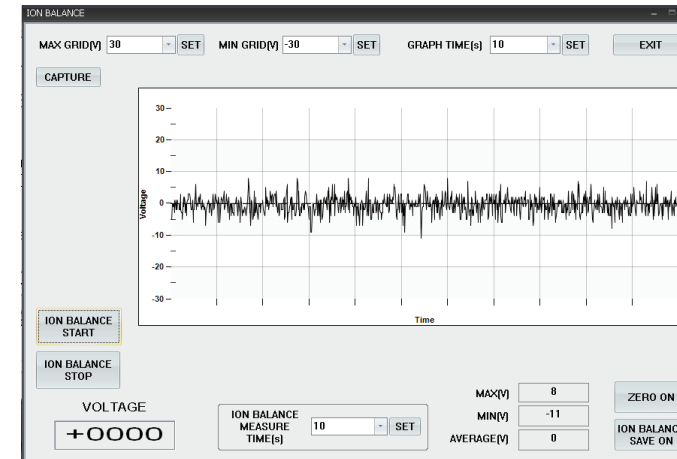 ION BALANCE
MAX GRID(V) 30 SET MIN GRID(V) -30 SET GRAPH TIME(s) 10 SET EXIT
CAPTURE
30
20
10
0
-10
-20
-30
Voltage
Time
ION BALANCE
START
ION BALANCE
STOP
VOLTAGE
+0000
ION BALANCE
MEASURE
TIME(s)
10 SET
MAX(V) 8
MIN(V) -11
AVERAGE(V) 0
ZERO ON
ION BALANC
SAVE ON